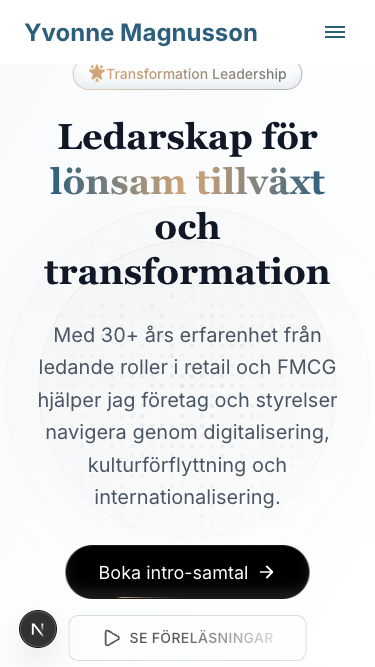 Yvonne Magnusson
Transformation Leadership
Ledarskap för
lönsam tillväxt
och
transformation
Med 30+ års erfarenhet från
ledande roller i retail och FMCG
hjälper jag företag och styrelser
navigera genom digitalisering,
kulturförflyttning och
internationalisering.
Boka intro-samtal
N
SE FÖRELÄSNINGAR